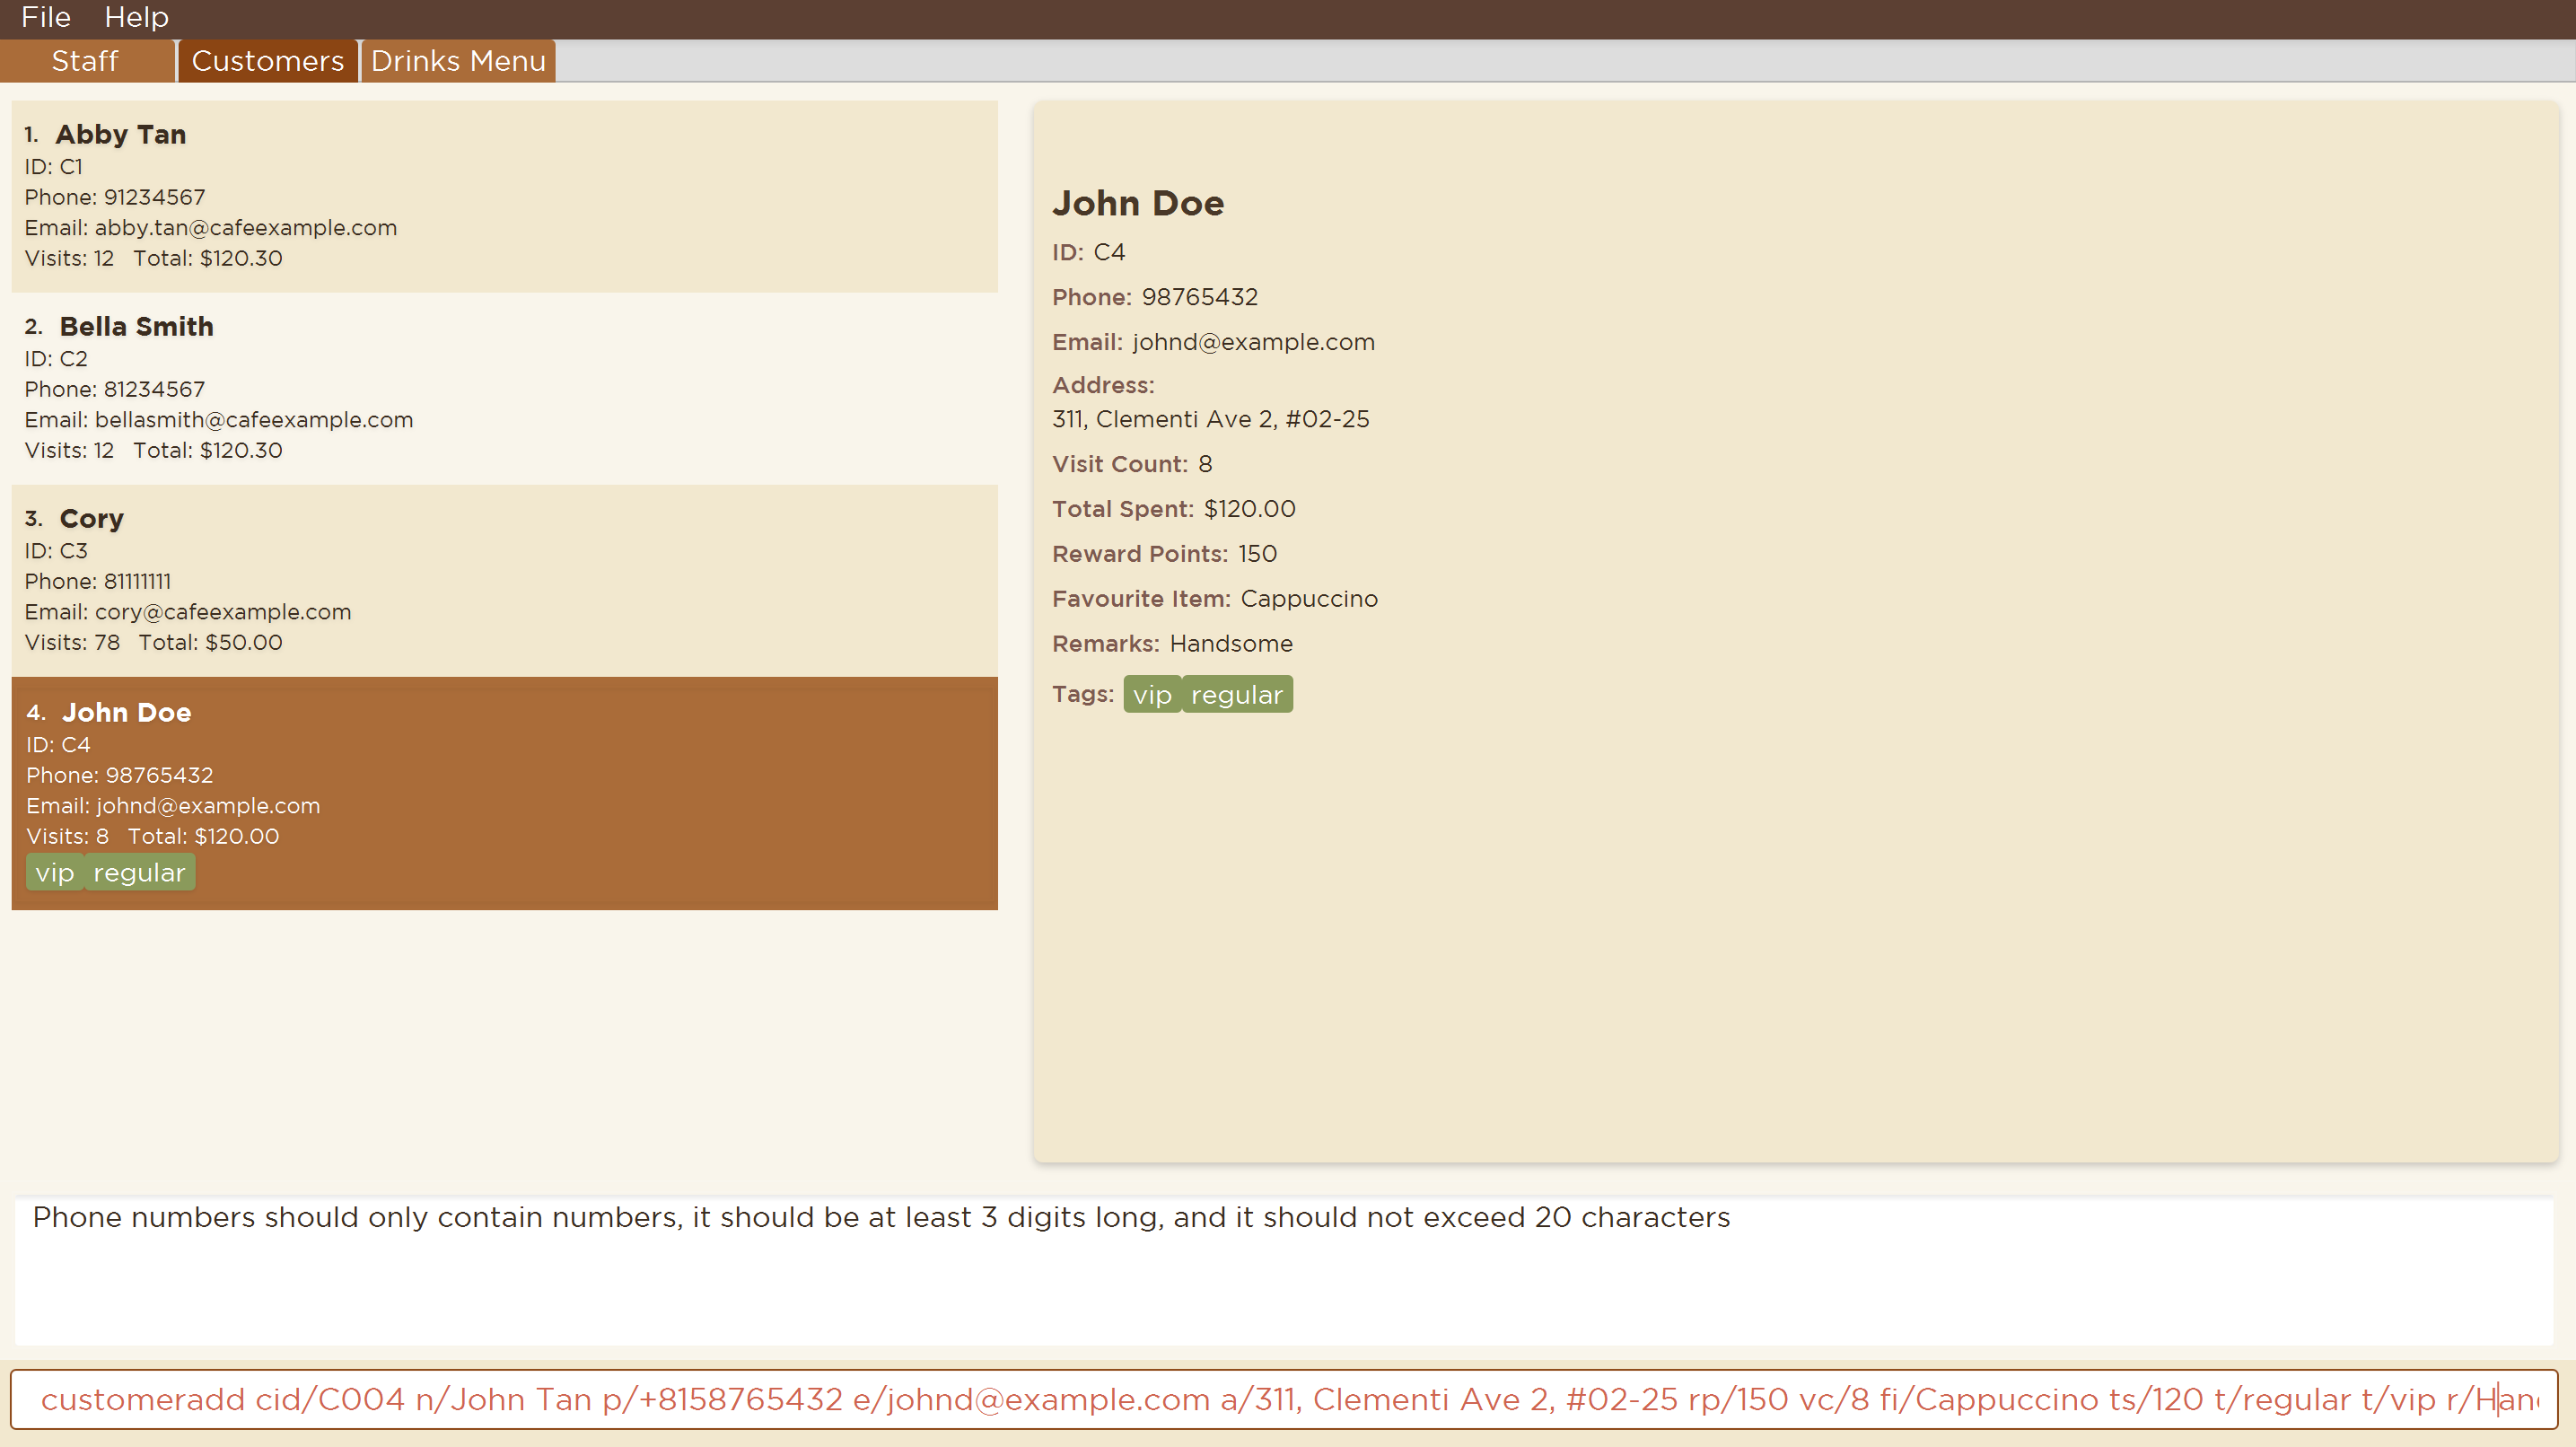 File Help
Staff Customers Drinks Menu
1. Abby Tan
ID: C1
Phone: 91234567
Email: abby.tan@cafeexample.com
Visits: 12 Total: $120.30
2. Bella Smith
ID: C2
Phone: 81234567
Email: bellasmith@cafeexample.com
Visits: 12 Total: $120.30
3. Cory
ID: C3
Phone: 81111111
Email: cory@cafeexample.com
Visits: 78 Total: $50.00
4. John Doe
ID: C4
Phone: 98765432
Email: johnd@example.com
Visits: 8 Total: $120.00
vip regular
John Doe
ID: C4
Phone: 98765432
Email: johnd@example.com
Address:
311, Clementi Ave 2, #02-25
Visit Count: 8
Total Spent: $120.00
Reward Points: 150
Favourite Item: Cappuccino
Remarks: Handsome
Tags: vip regular
Phone numbers should only contain numbers, it should be at least 3 digits long, and it should not exceed 20 characters
customeradd cid/C004 n/John Tan p/+8158765432 e/johnd@example.com a/311, Clementi Ave 2, #02-25 rp/150 vc/8 fi/Cappuccino ts/120 t/regular t/vip r/Han